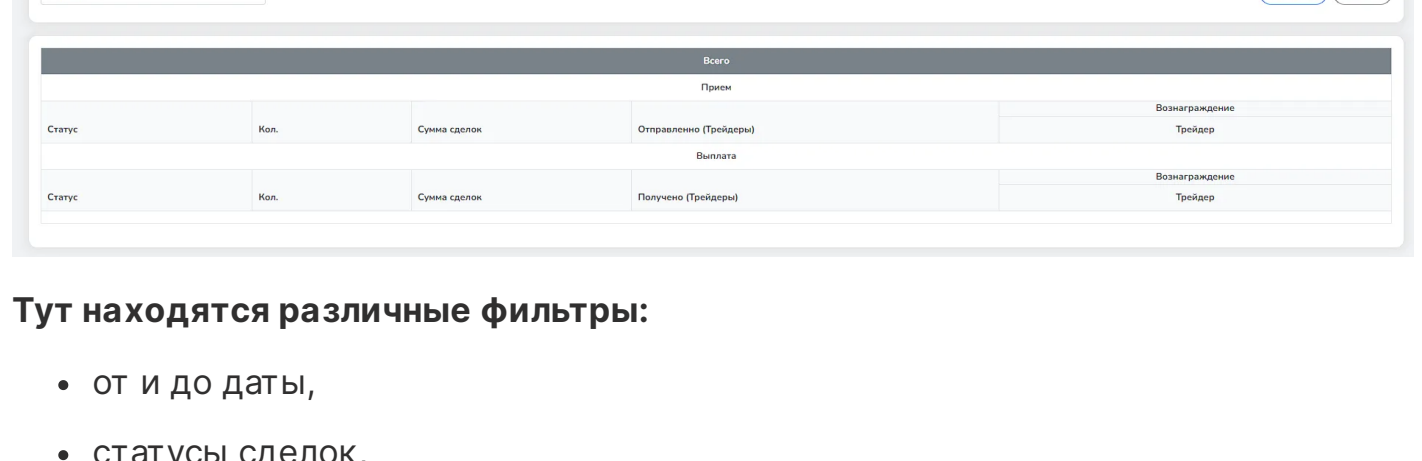 Всего
Прием
Вознаграждение
Статус Кол. Сумма сделок Отправленно (Трейдеры) Трейдер
Выплата
Вознаграждение
Статус Кол. Сумма сделок Получено (Трейдеры) Трейдер
Тут находятся различные фильтры:
• от и до даты,
• статусы сделок,